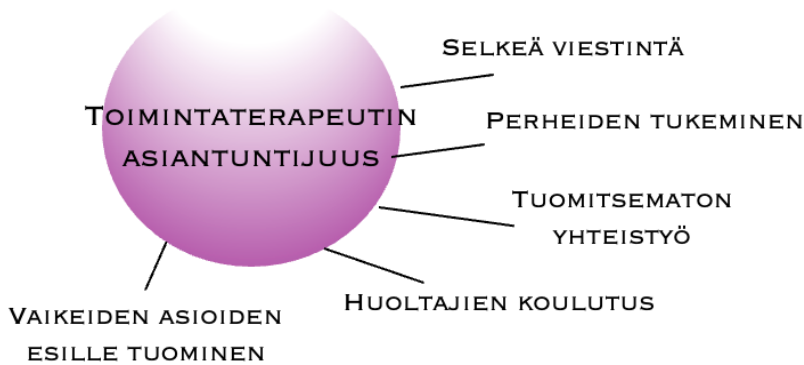 Toimintaterapeutin
asiantuntijuus
Selkeä viestintä
Perheiden tukeminen
Tuomitsematon
yhteistyö
Huoltajien koulutus
Vaikeiden asioiden
esille tuominen